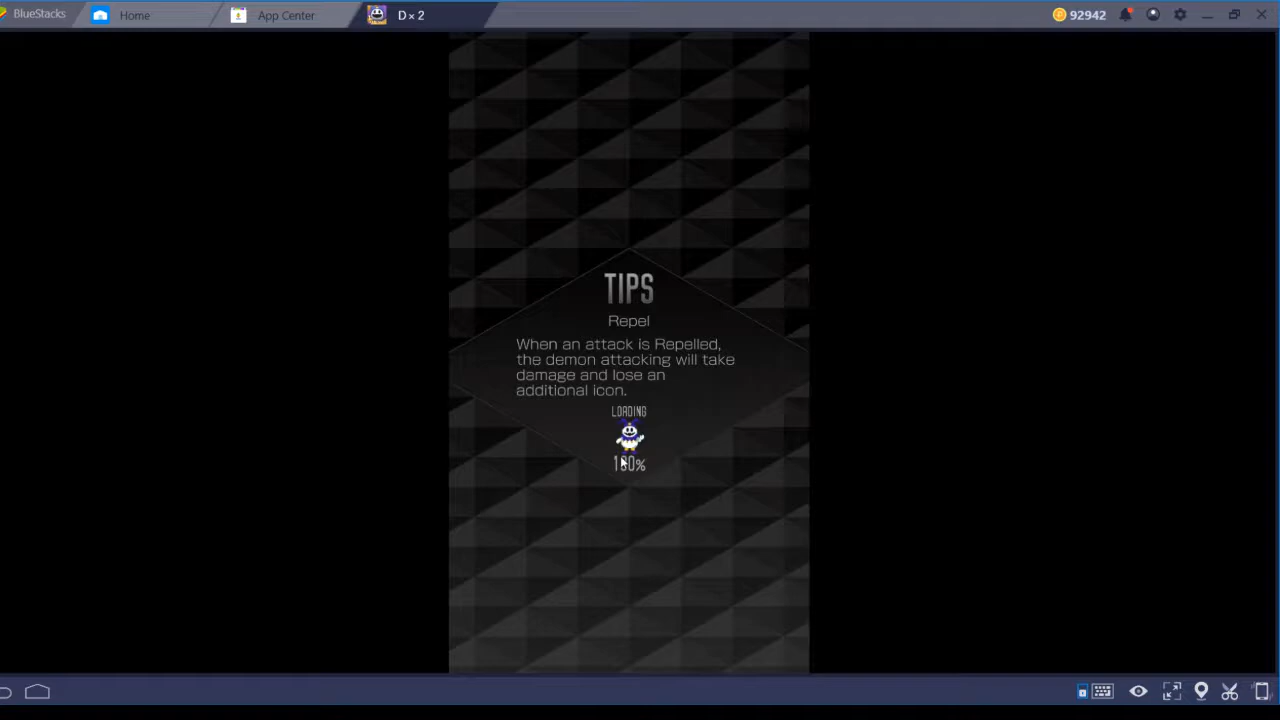 BlueStacks
Home
App Center
D×2
92942
TIPS
Repel
When an attack is Repelled,
the demon attacking will take
damage and lose an
additional icon.
LOADING
100%